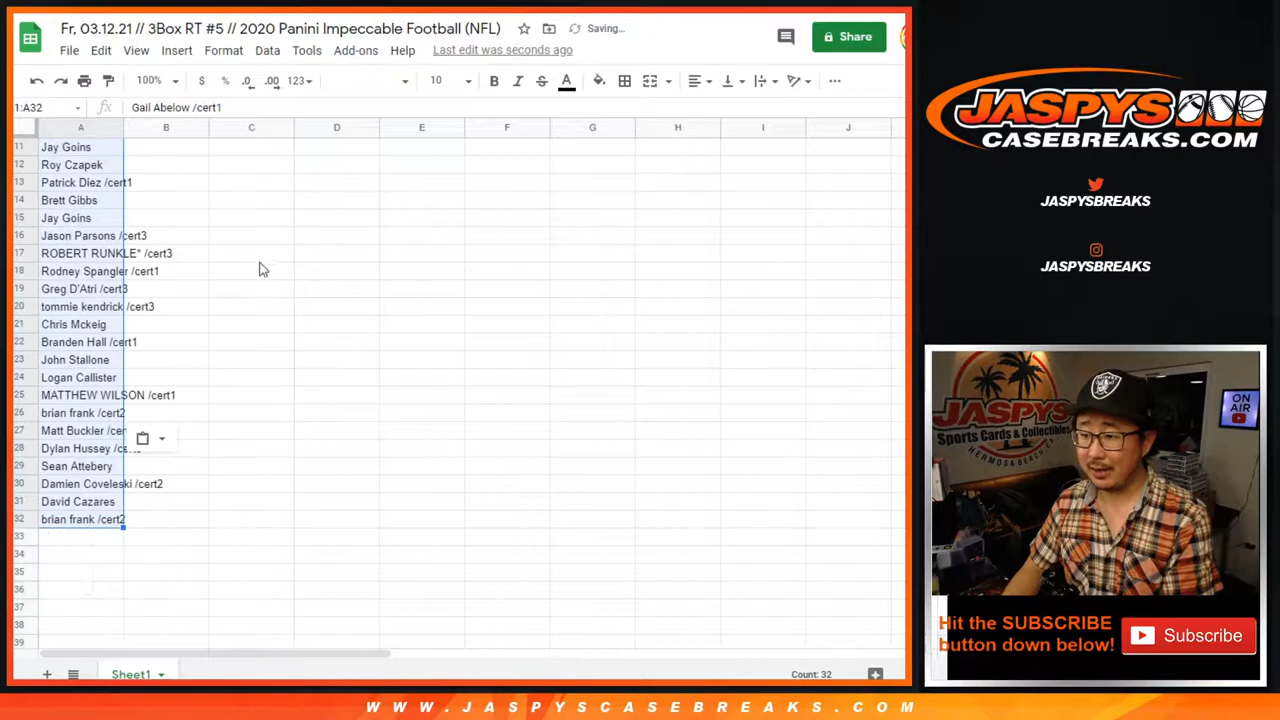 Fr, 03.12.21 // 3Box RT #5 // 2020 Panini Impeccable Football (NFL)
Saving...
File Edit View Insert Format Data Tools Add-ons Help Last edit was seconds ago
Share
100% $ % .0 .00 123 10 B I S A
1:A32 fx Gail Abelow /cert1
A B C D E F G H I J
11 Jay Goins
12 Roy Czapek
13 Patrick Diez /cert1
14 Brett Gibbs
15 Jay Goins
16 Jason Parsons /cert3
17 ROBERT RUNKLE* /cert3
18 Rodney Spangler /cert1
19 Greg D'Atri /cert3
20 tommie kendrick /cert3
21 Chris Mckeig
22 Branden Hall /cert1
23 John Stallone
24 Logan Callister
25 MATTHEW WILSON /cert1
26 brian frank /cert2
27 Matt Buckler /cer
28 Dylan Hussey /c
29 Sean Attebery
30 Damien Coveleski /cert2
31 David Cazares
32 brian frank /cert2
33
34
35
36
37
38
39
Sheet1
Count: 32
JASPYS
CASEBREAKS.COM
JASPYSBREAKS
JASPYSBREAKS
JASPYS
Sports Cards & Collectibles
HERMOSA BEACH
ON
AIR
Hit the SUBSCRIBE
button down below!
Subscribe
WWW.JASPYSCASEBREAKS.COM